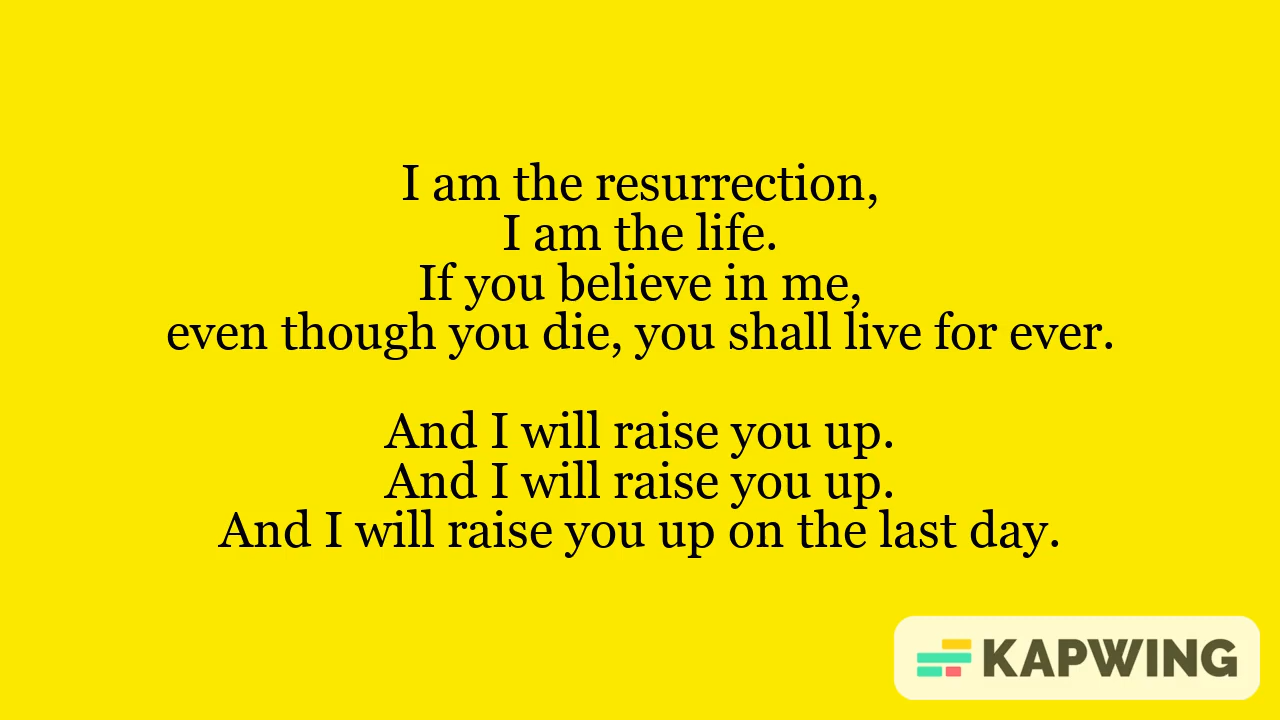 I am the resurrection,
I am the life.
If you believe in me,
even though you die, you shall live for ever.
And I will raise you up.
And I will raise you up.
And I will raise you up on the last day.
KAPWING